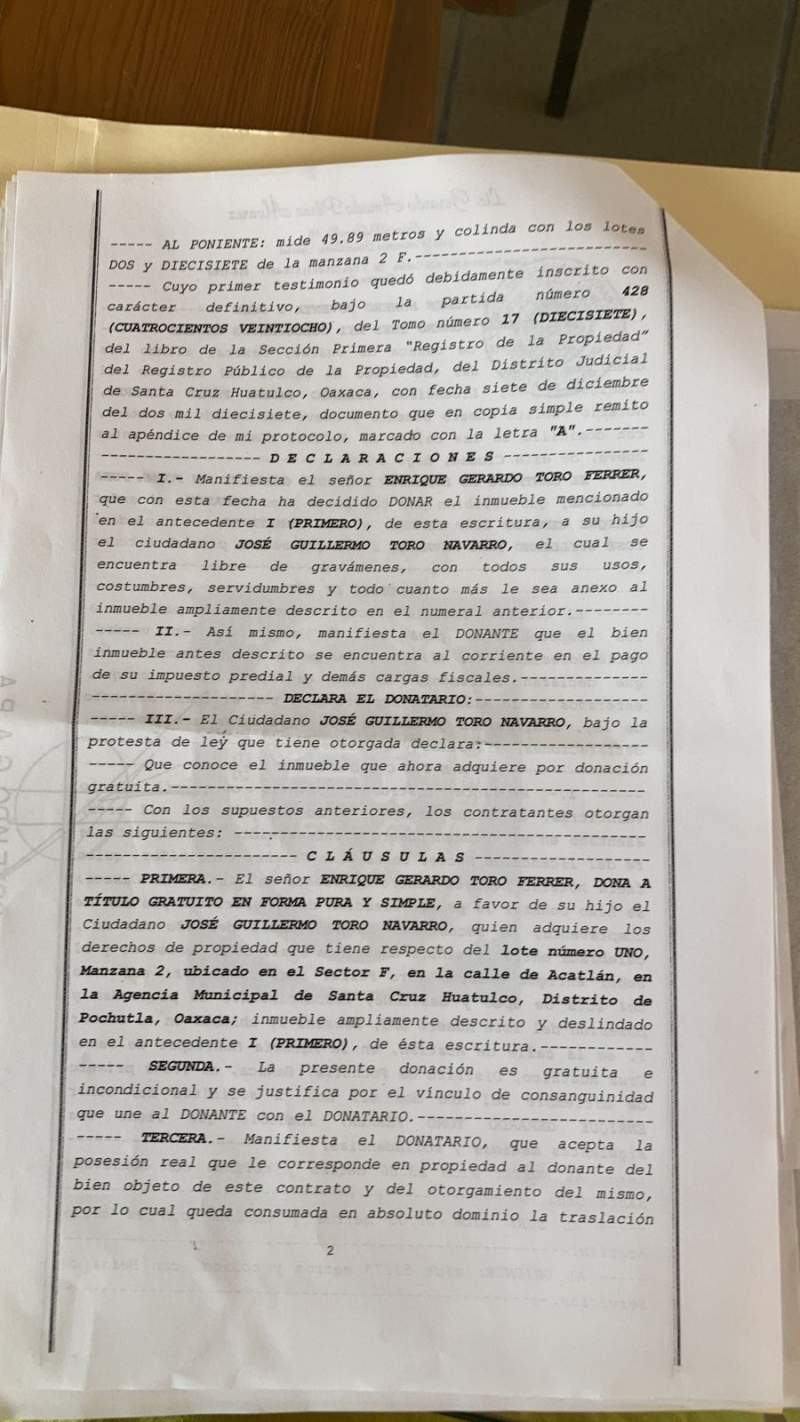 ----- AL PONIENTE: mide 49.89 metros y colinda con los lotes
DOS y DIECISIETE de la manzana 2 F.---------------------------
----- Cuyo primer testimonio quedó debidamente inscrito con
carácter definitivo, bajo la partida número 428
(CUATROCIENTOS VEINTIOCHO), del Tomo número 17 (DIECISIETE),
del libro de la Sección Primera "Registro de la Propiedad"
del Registro Público de la Propiedad, del Distrito Judicial
de Santa Cruz Huatulco, Oaxaca, con fecha siete de diciembre
del dos mil diecisiete, documento que en copia simple remito
al apéndice de mi protocolo, marcado con la letra "A".-------
------------------- D E C L A R A C I O N E S -----------------
----- I.- Manifiesta el señor ENRIQUE GERARDO TORO FERRER,
que con esta fecha ha decidido DONAR el inmueble mencionado
en el antecedente I (PRIMERO), de esta escritura, a su hijo
el ciudadano JOSÉ GUILLERMO TORO NAVARRO, el cual se
encuentra libre de gravámenes, con todos sus usos,
costumbres, servidumbres y todo cuanto más le sea anexo al
inmueble ampliamente descrito en el numeral anterior.--------
----- II.- Así mismo, manifiesta el DONANTE que el bien
inmueble antes descrito se encuentra al corriente en el pago
de su impuesto predial y demás cargas fiscales.--------------
-------------------- DECLARA EL DONATARIO:-------------------
----- III.- El Ciudadano JOSÉ GUILLERMO TORO NAVARRO, bajo la
protesta de ley que tiene otorgada declara:------------------
----- Que conoce el inmueble que ahora adquiere por donación
gratuita.----------------------------------------------------
----- Con los supuestos anteriores, los contratantes otorgan
las siguientes: ---------------------------------------------
----------------------- C L Á U S U L A S -------------------
----- PRIMERA.- El señor ENRIQUE GERARDO TORO FERRER, DONA A
TÍTULO GRATUITO EN FORMA PURA Y SIMPLE, a favor de su hijo el
Ciudadano JOSÉ GUILLERMO TORO NAVARRO, quien adquiere los
derechos de propiedad que tiene respecto del lote número UNO,
Manzana 2, ubicado en el Sector F, en la calle de Acatlán, en
la Agencia Municipal de Santa Cruz Huatulco, Distrito de
Pochutla, Oaxaca; inmueble ampliamente descrito y deslindado
en el antecedente I (PRIMERO), de ésta escritura.------------
----- SEGUNDA.- La presente donación es gratuita e
incondicional y se justifica por el vínculo de consanguinidad
que une al DONANTE con el DONATARIO.-------------------------
----- TERCERA.- Manifiesta el DONATARIO, que acepta la
posesión real que le corresponde en propiedad al donante del
bien objeto de este contrato y del otorgamiento del mismo,
por lo cual queda consumada en absoluto dominio la traslación
2